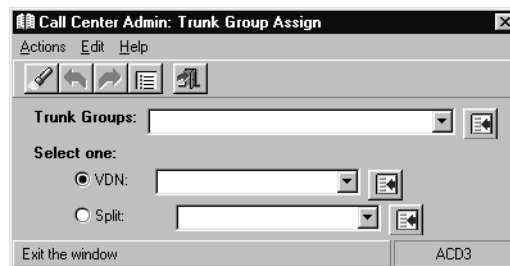 Call Center Admin: Trunk Group Assign
Actions Edit Help
Trunk Groups:
Select one:
VDN:
Split:
Exit the window ACD3